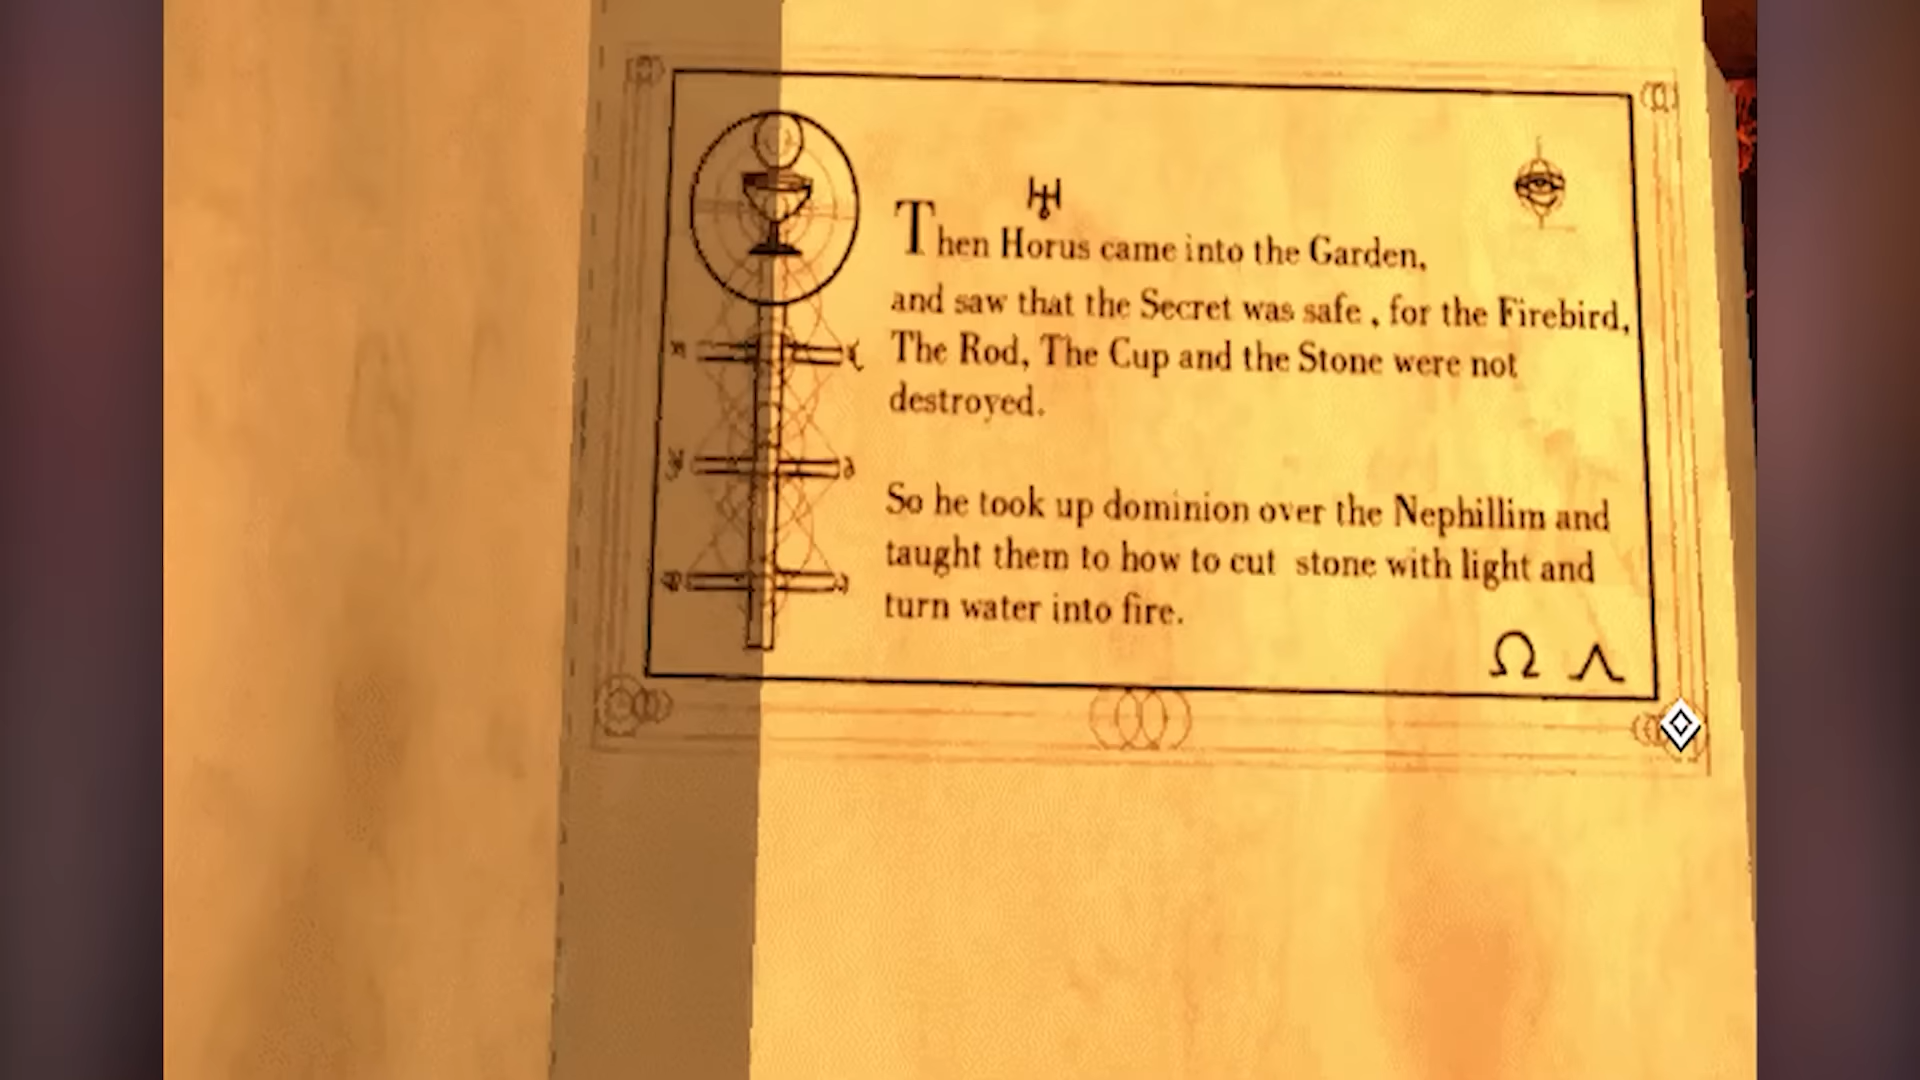 Then Horus came into the Garden,
and saw that the Secret was safe , for the Firebird,
The Rod, The Cup and the Stone were not
destroyed.
So he took up dominion over the Nephillim and
taught them to how to cut stone with light and
turn water into fire.
Ω Λ